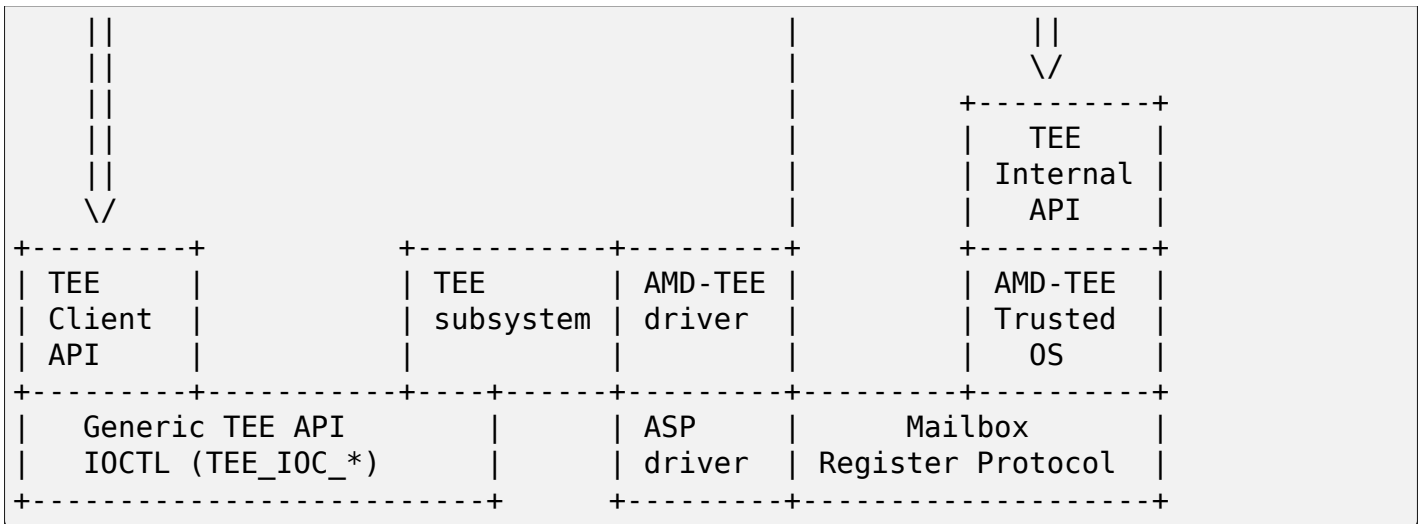 ||                                      |             ||
    ||                                      |             \/
    ||                                      |         +----------+
    ||                                      |         |   TEE    |
    ||                                      |         | Internal |
    \/                                      |         |   API    |
+---------+           +-----------+---------+         +----------+
| TEE     |           | TEE       | AMD-TEE |         | AMD-TEE  |
| Client  |           | subsystem | driver  |         | Trusted  |
| API     |           |           |         |         |   OS     |
+---------+-----------+----+------+---------+---------+----------+
|   Generic TEE API        |      | ASP     |      Mailbox       |
|   IOCTL (TEE_IOC_*)      |      | driver  | Register Protocol  |
+--------------------------+      +---------+--------------------+